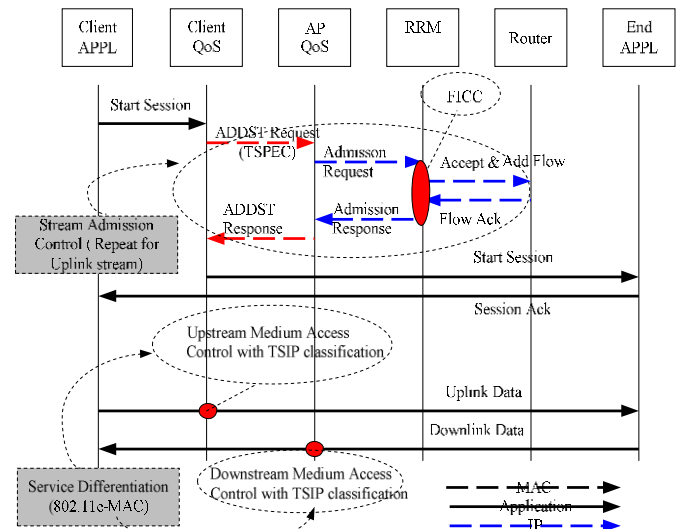 Client APPL
Client QoS
AP QoS
RRM
Router
End APPL
Start Session
FICC
ADDST Request (TSPEC)
Admisson Request
Accept & Add Flow
Stream Admission Control ( Repeat for Uplink stream)
ADDST Response
Admission Response
Flow Ack
Start Session
Session Ack
Upstream Medium Access Control with TSIP classification
Uplink Data
Downlink Data
Service Differentiation (802.11e-MAC)
Downstream Medium Access Control with TSIP classification
MAC
Application
IP